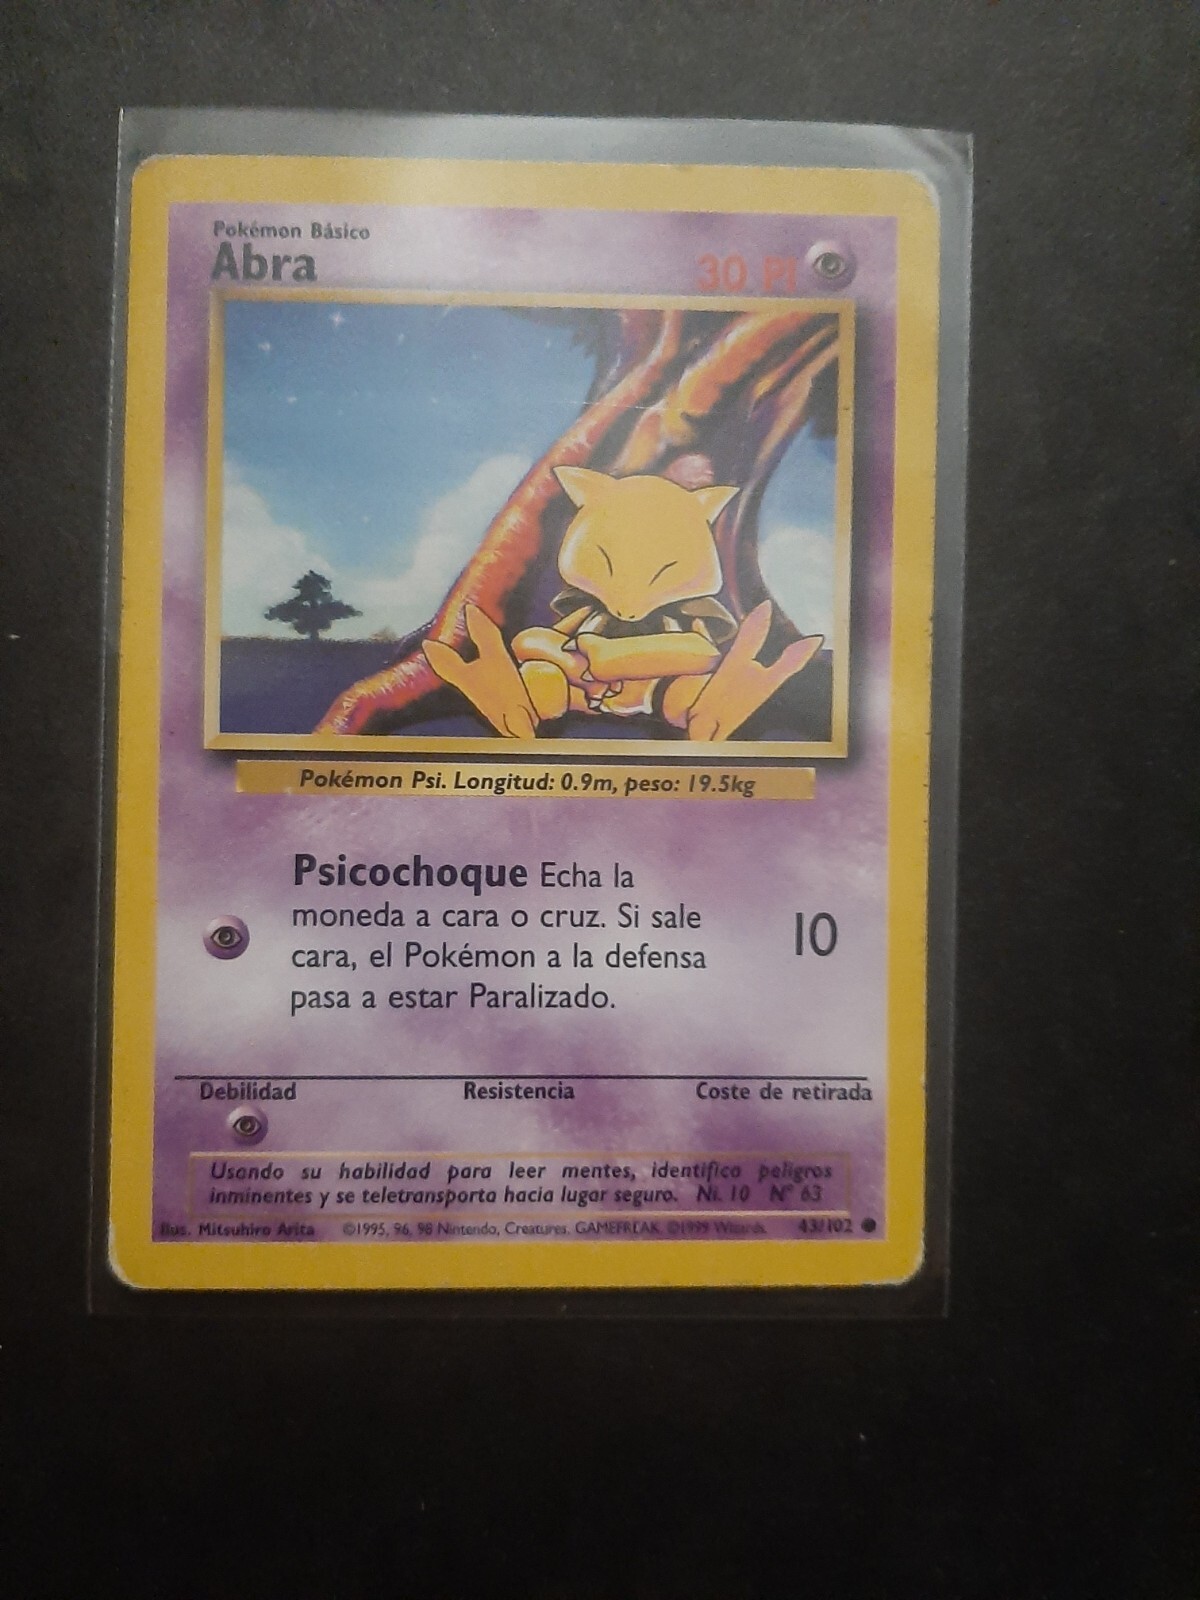 Pokémon Básico
Abra
30 PI
Pokémon Psi. Longitud: 0.9m, peso: 19.5kg
Psicochoque Echa la
moneda a cara o cruz. Si sale
cara, el Pokémon a la defensa
pasa a estar Paralizado.
10
Debilidad Resistencia Coste de retirada
Usando su habilidad para leer mentes, identifica peligros
inminentes y se teletransporta hacia lugar seguro. Ni. 10 Nº 63
Ilus. Mitsuhiro Arita ©1995, 96, 98 Nintendo, Creatures, GAMEFREAK. ©1999 Wizards. 43/102